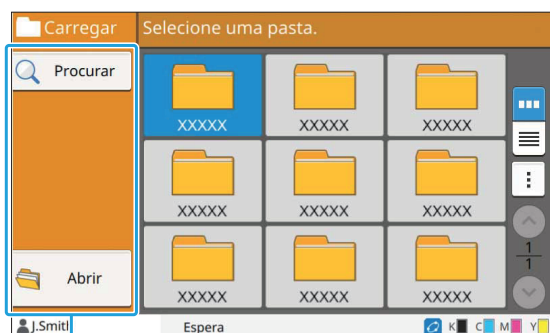 Carregar
Selecione uma pasta.
Procurar
XXXXX XXXXX XXXXX
XXXXX XXXXX XXXXX
XXXXX XXXXX XXXXX
1
1
Abrir
J.Smitl
Espera
K C M Y